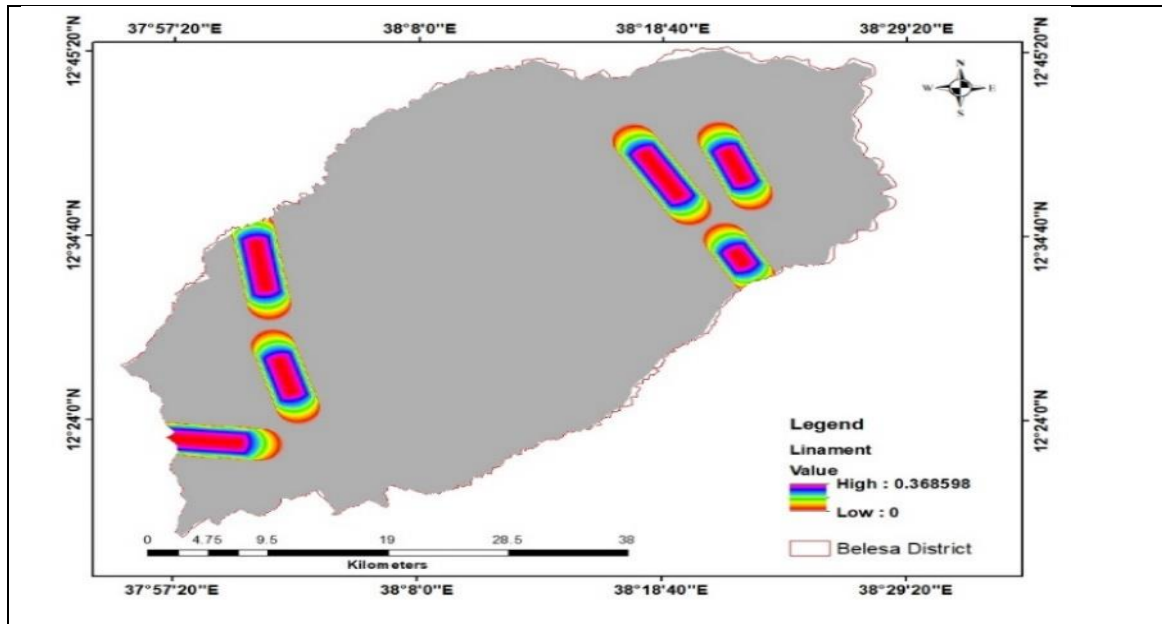 37°57'20"E 38°8'0"E 38°18'40"E 38°29'20"E
12°45'20"N 12°45'20"N
N
W E
S
12°34'40"N 12°34'40"N
12°24'0"N 12°24'0"N
Legend
Linament
Value
High : 0.368598
Low : 0
Belesa District
0 4.75 9.5 19 28.5 38
Kilometers
37°57'20"E 38°8'0"E 38°18'40"E 38°29'20"E